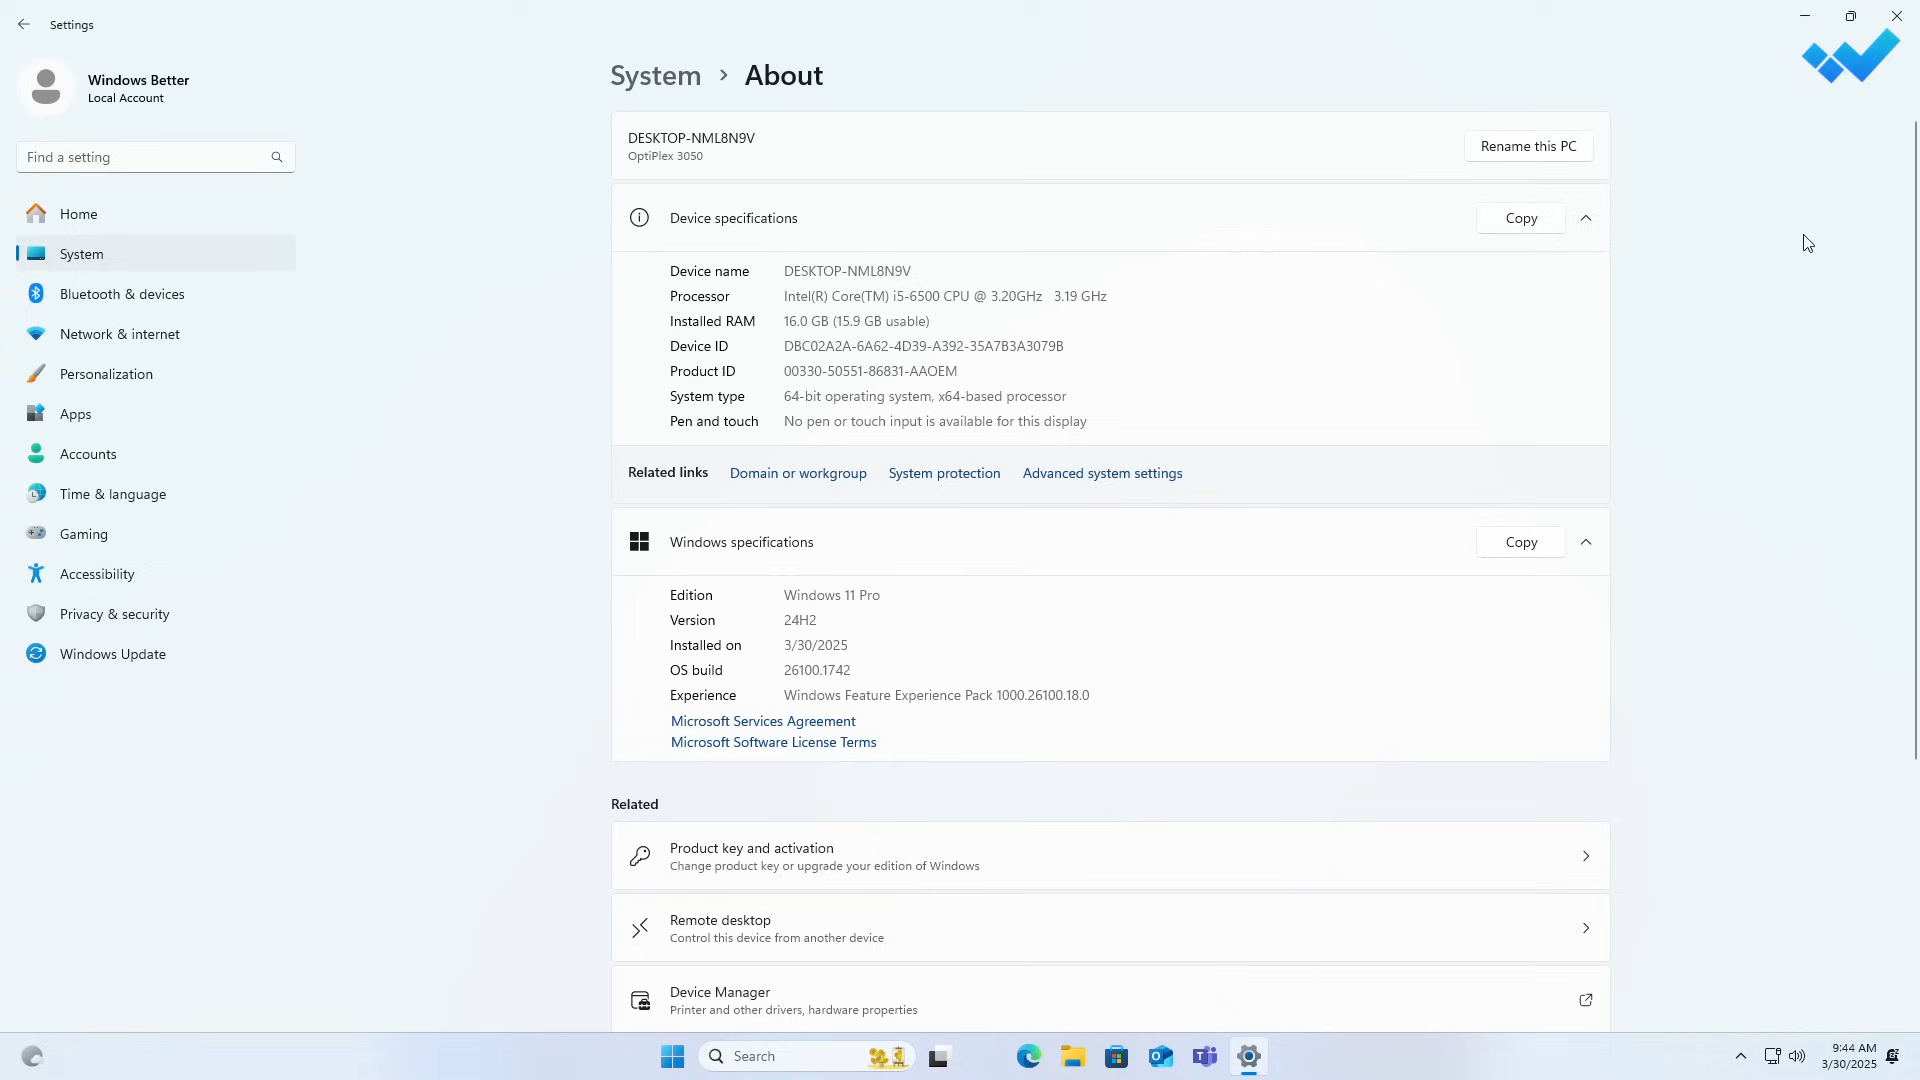 Settings
Windows Better
Local Account
Find a setting
Home
System
Bluetooth & devices
Network & internet
Personalization
Apps
Accounts
Time & language
Gaming
Accessibility
Privacy & security
Windows Update
System > About
DESKTOP-NML8N9V
OptiPlex 3050
Rename this PC
Device specifications Copy
Device name DESKTOP-NML8N9V
Processor Intel(R) Core(TM) i5-6500 CPU @ 3.20GHz 3.19 GHz
Installed RAM 16.0 GB (15.9 GB usable)
Device ID DBC02A2A-6A62-4D39-A392-35A7B3A3079B
Product ID 00330-50551-86831-AAOEM
System type 64-bit operating system, x64-based processor
Pen and touch No pen or touch input is available for this display
Related links Domain or workgroup System protection Advanced system settings
Windows specifications Copy
Edition Windows 11 Pro
Version 24H2
Installed on 3/30/2025
OS build 26100.1742
Experience Windows Feature Experience Pack 1000.26100.18.0
Microsoft Services Agreement
Microsoft Software License Terms
Related
Product key and activation
Change product key or upgrade your edition of Windows
Remote desktop
Control this device from another device
Device Manager
Printer and other drivers, hardware properties
Search
9:44 AM
3/30/2025